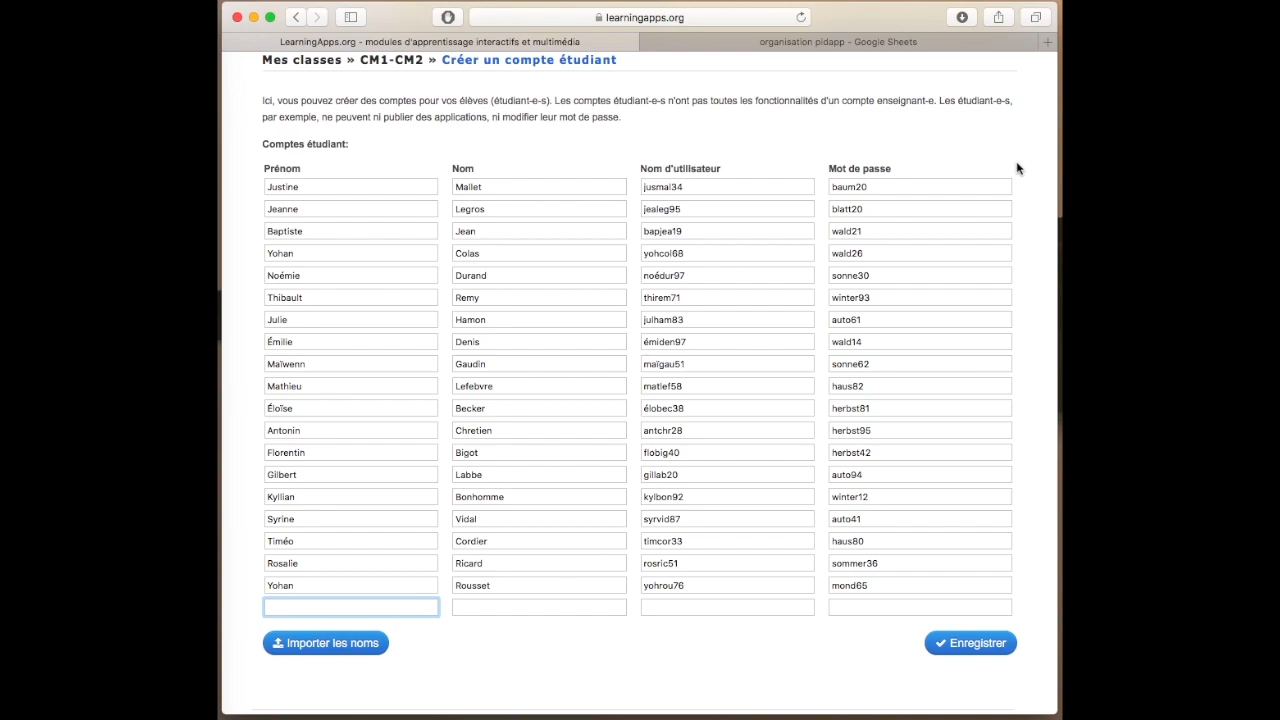 learningapps.org
LearningApps.org - modules d'apprentissage interactifs et multimédia
organisation pidapp - Google Sheets
Mes classes » CM1-CM2 » Créer un compte étudiant
Ici, vous pouvez créer des comptes pour vos élèves (étudiant-e-s). Les comptes étudiant-e-s n'ont pas toutes les fonctionnalités d'un compte enseignant-e. Les étudiant-e-s,
par exemple, ne peuvent ni publier des applications, ni modifier leur mot de passe.
Comptes étudiant:
Prénom Nom Nom d'utilisateur Mot de passe
Justine Mallet jusmal34 baum20
Jeanne Legros jealeg95 blatt20
Baptiste Jean bapjea19 wald21
Yohan Colas yohcol68 wald26
Noémie Durand noédur97 sonne30
Thibault Remy thirem71 winter93
Julie Hamon julham83 auto61
Émilie Denis émiden97 wald14
Maïwenn Gaudin maïgau51 sonne62
Mathieu Lefebvre matlef58 haus82
Éloïse Becker élobec38 herbst81
Antonin Chretien antchr28 herbst95
Florentin Bigot flobig40 herbst42
Gilbert Labbe gillab20 auto94
Kyllian Bonhomme kylbon92 winter12
Syrine Vidal syrvid87 auto41
Timéo Cordier timcor33 haus80
Rosalie Ricard rosric51 sommer36
Yohan Rousset yohrou76 mond65
Importer les noms
Enregistrer